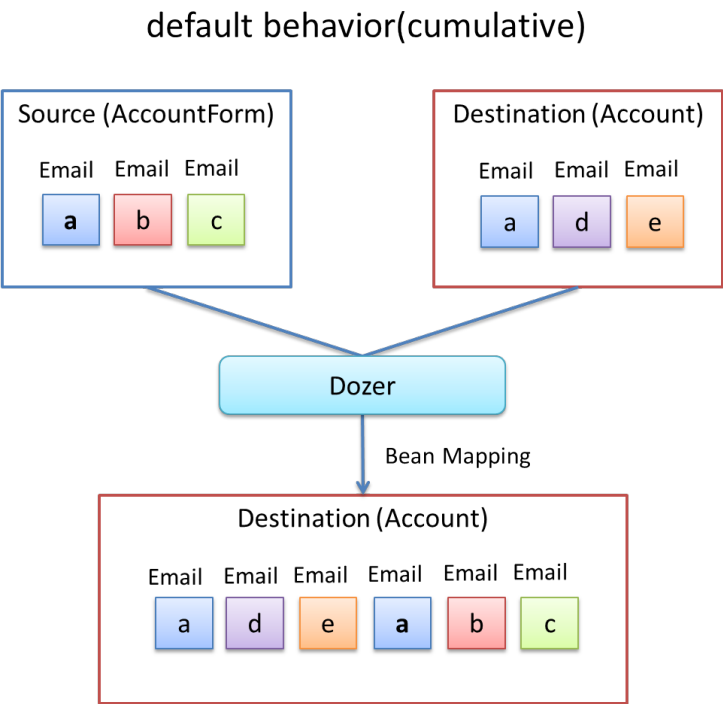 default behavior(cumulative)
Source (AccountForm)
Email Email Email
a b c
Destination (Account)
Email Email Email
a d e
Dozer
Bean Mapping
Destination (Account)
Email Email Email Email Email Email
a d e a b c